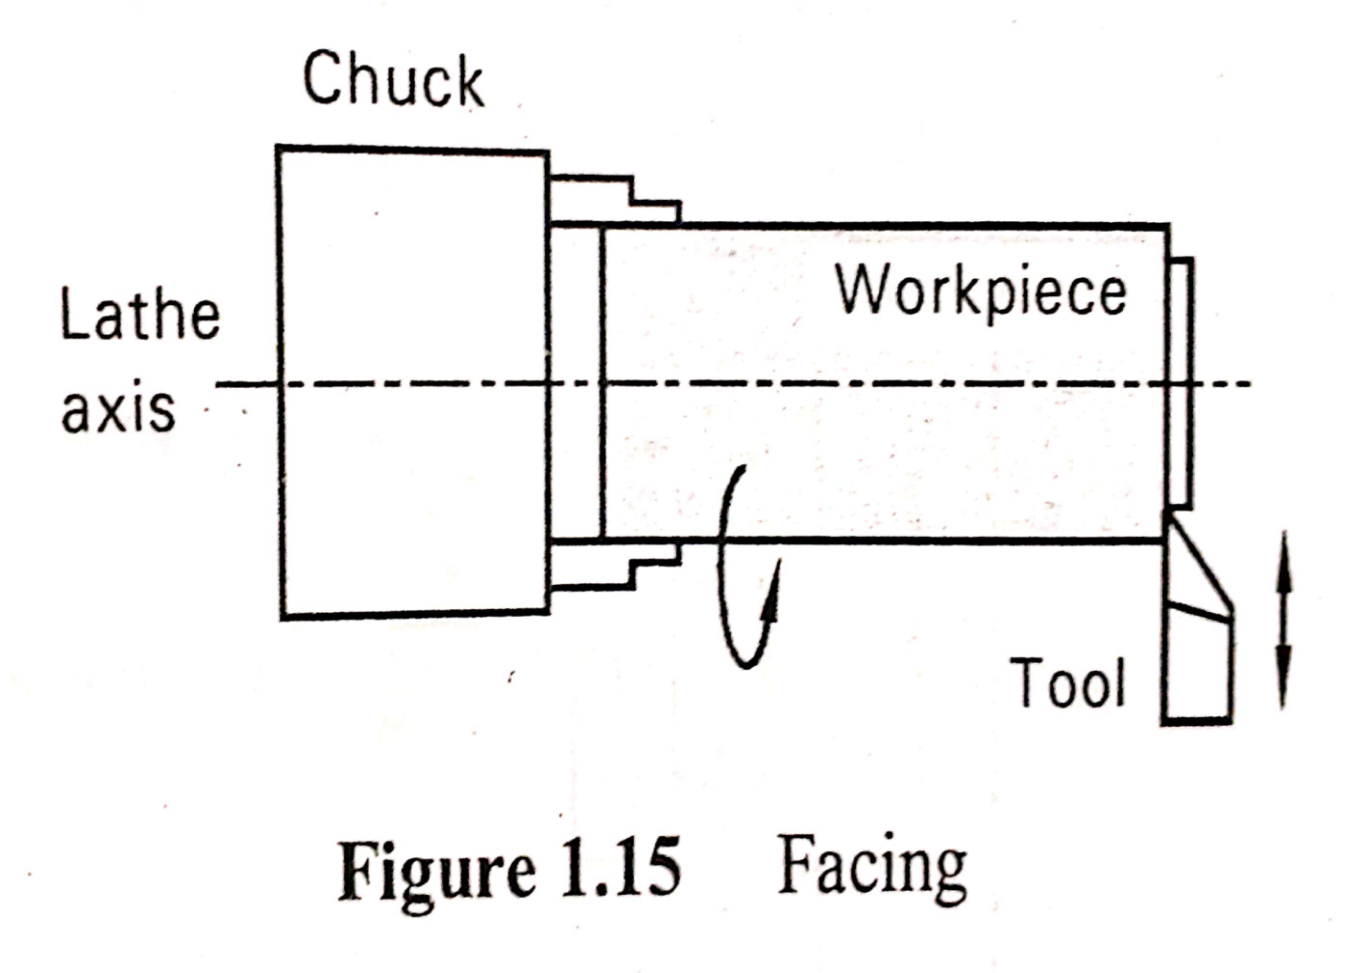 Chuck
Lathe
axis
Workpiece
Tool
Figure 1.15 Facing